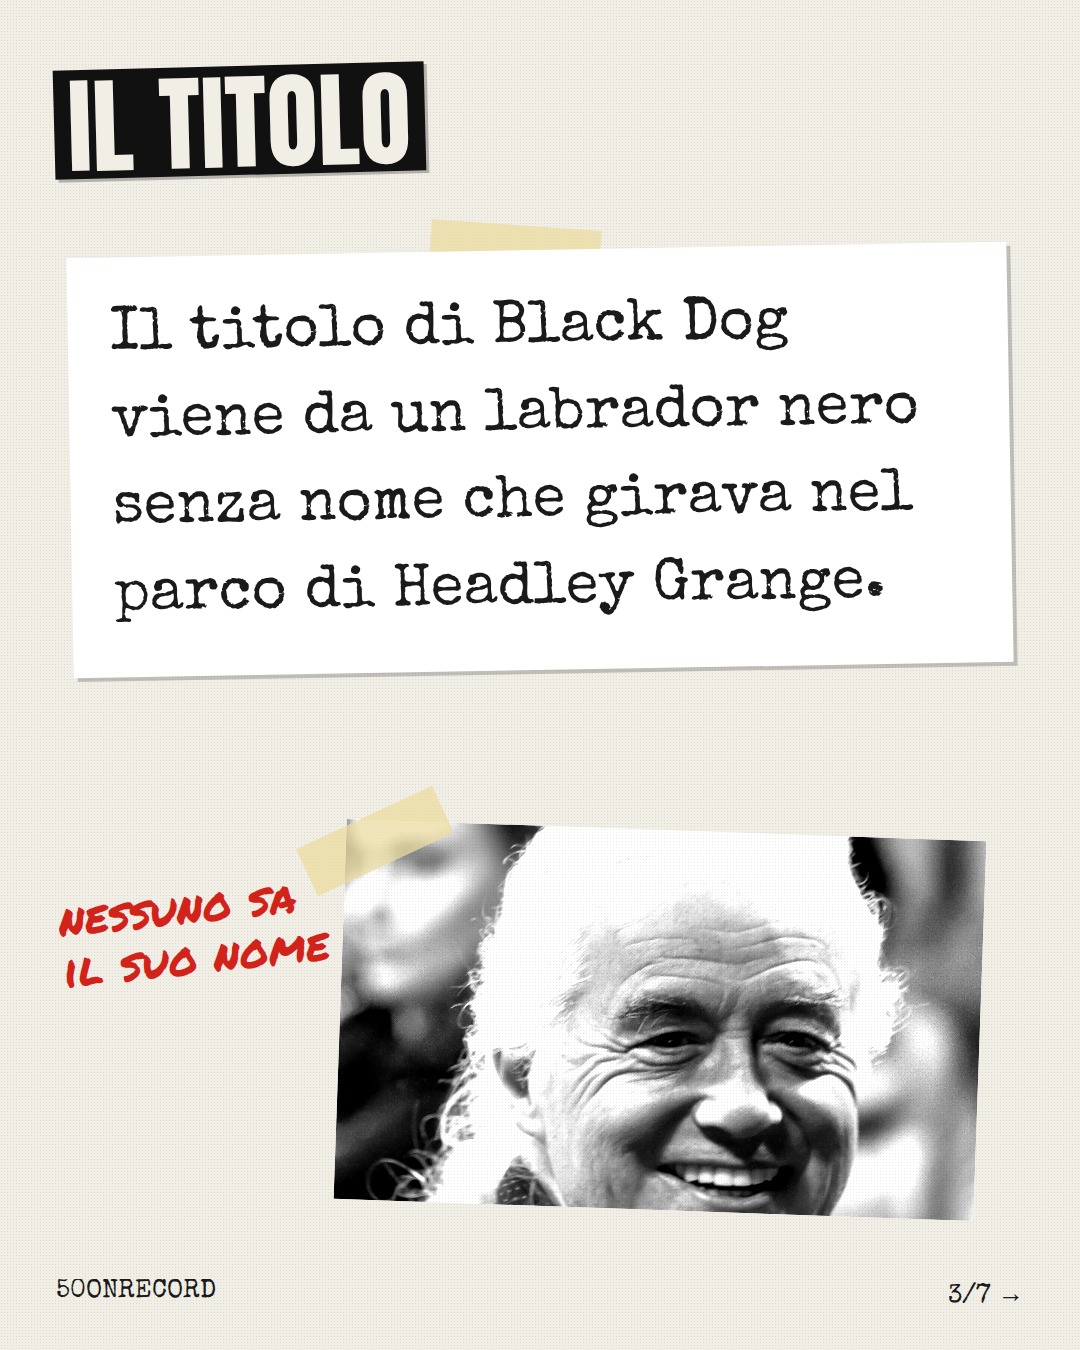 IL TITOLO
Il titolo di Black Dog
viene da un labrador nero
senza nome che girava nel
parco di Headley Grange.
NESSUNO SA
IL SUO NOME
50ONRECORD
3/7 →